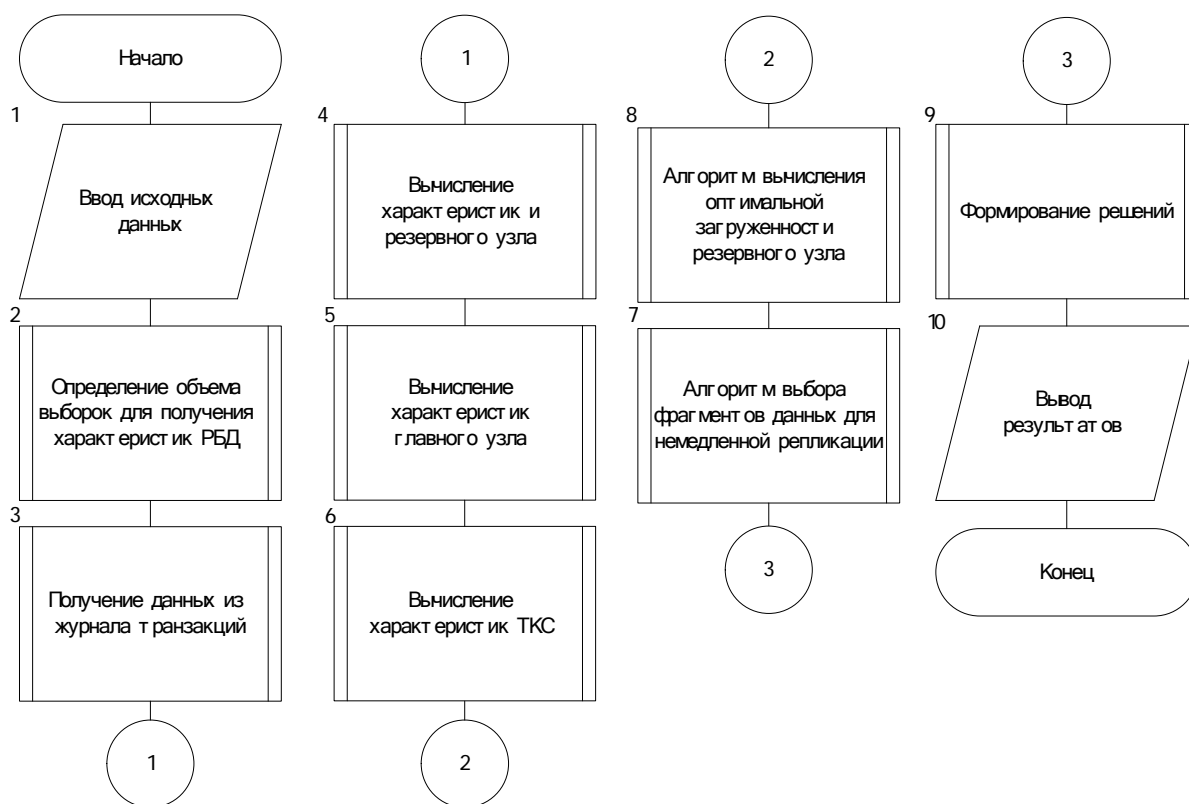 Начало
1
Ввод исходных
данных
2
Определение объема
выборок для получения
характеристик РБД
3
Получение данных из
журнала транзакций
1
1
4
Вычисление
характеристик и
резервного узла
5
Вычисление
характеристик
главного узла
6
Вычисление
характеристик ТКС
2
2
8
Алгоритм вычисления
оптимальной
загруженности
резервного узла
7
Алгоритм выбора
фрагментов данных для
немедленной репликации
3
3
9
Формирование решений
10
Вывод
результатов
Конец